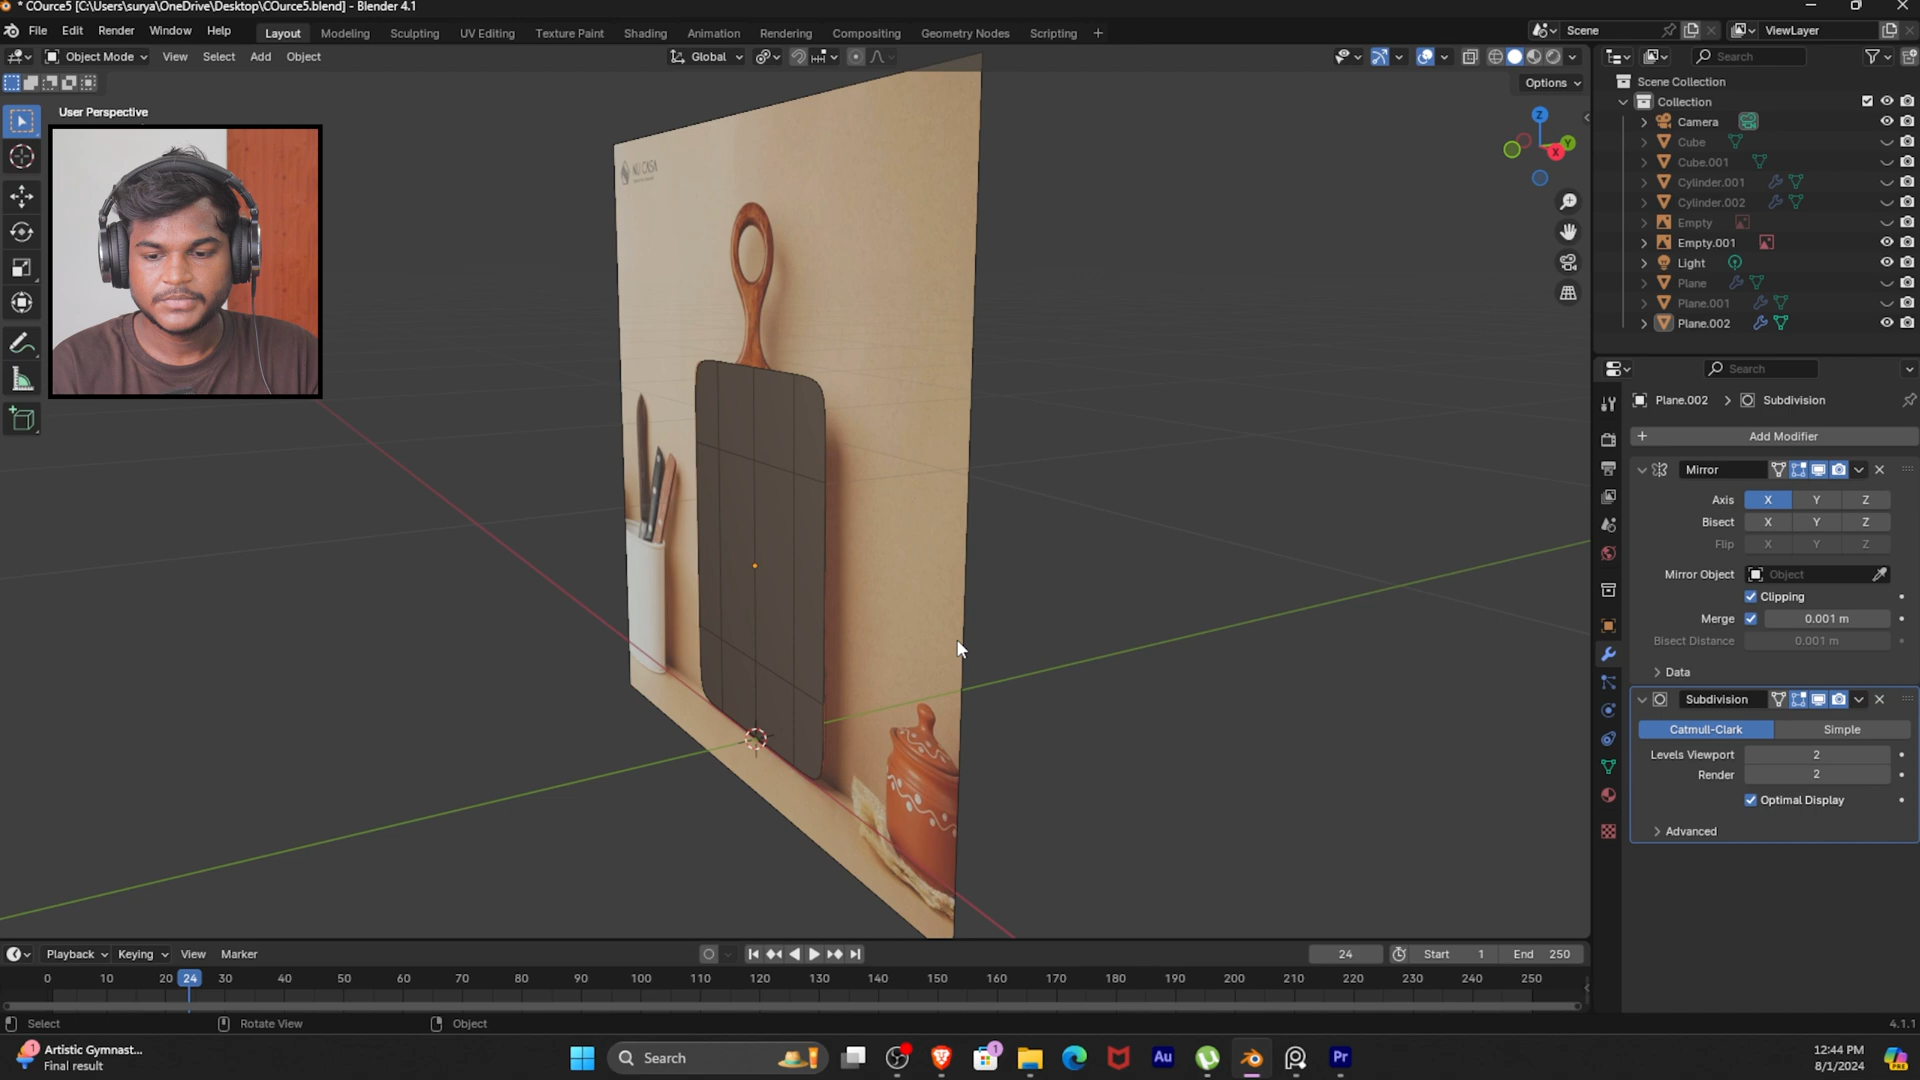 * COurce5 [C:\Users\surya\OneDrive\Desktop\COurce5.blend] - Blender 4.1
File Edit Render Window Help Layout Modeling Sculpting UV Editing Texture Paint Shading Animation Rendering Compositing Geometry Nodes Scripting + Scene ViewLayer
Object Mode View Select Add Object Global Search
Options
User Perspective
Z
Y
X
Scene Collection
Collection
Camera
Cube
Cube.001
Cylinder.001
Cylinder.002
Empty
Empty.001
Light
Plane
Plane.001
Plane.002
Search
Plane.002 > Subdivision
+ Add Modifier
Mirror
Axis X Y Z
Bisect X Y Z
Flip X Y Z
Mirror Object Object
Clipping
Merge 0.001 m
Bisect Distance 0.001 m
Data
Subdivision
Catmull-Clark Simple
Levels Viewport 2
Render 2
Optimal Display
Advanced
Playback Keying View Marker 24 Start 1 End 250
0 10 20 24 30 40 50 60 70 80 90 100 110 120 130 140 150 160 170 180 190 200 210 220 230 240 250
Select Rotate View Object 4.1.1
1 Artistic Gymnast...
Final result
Search
1
Au
Pr
12:44 PM
8/1/2024
PRE